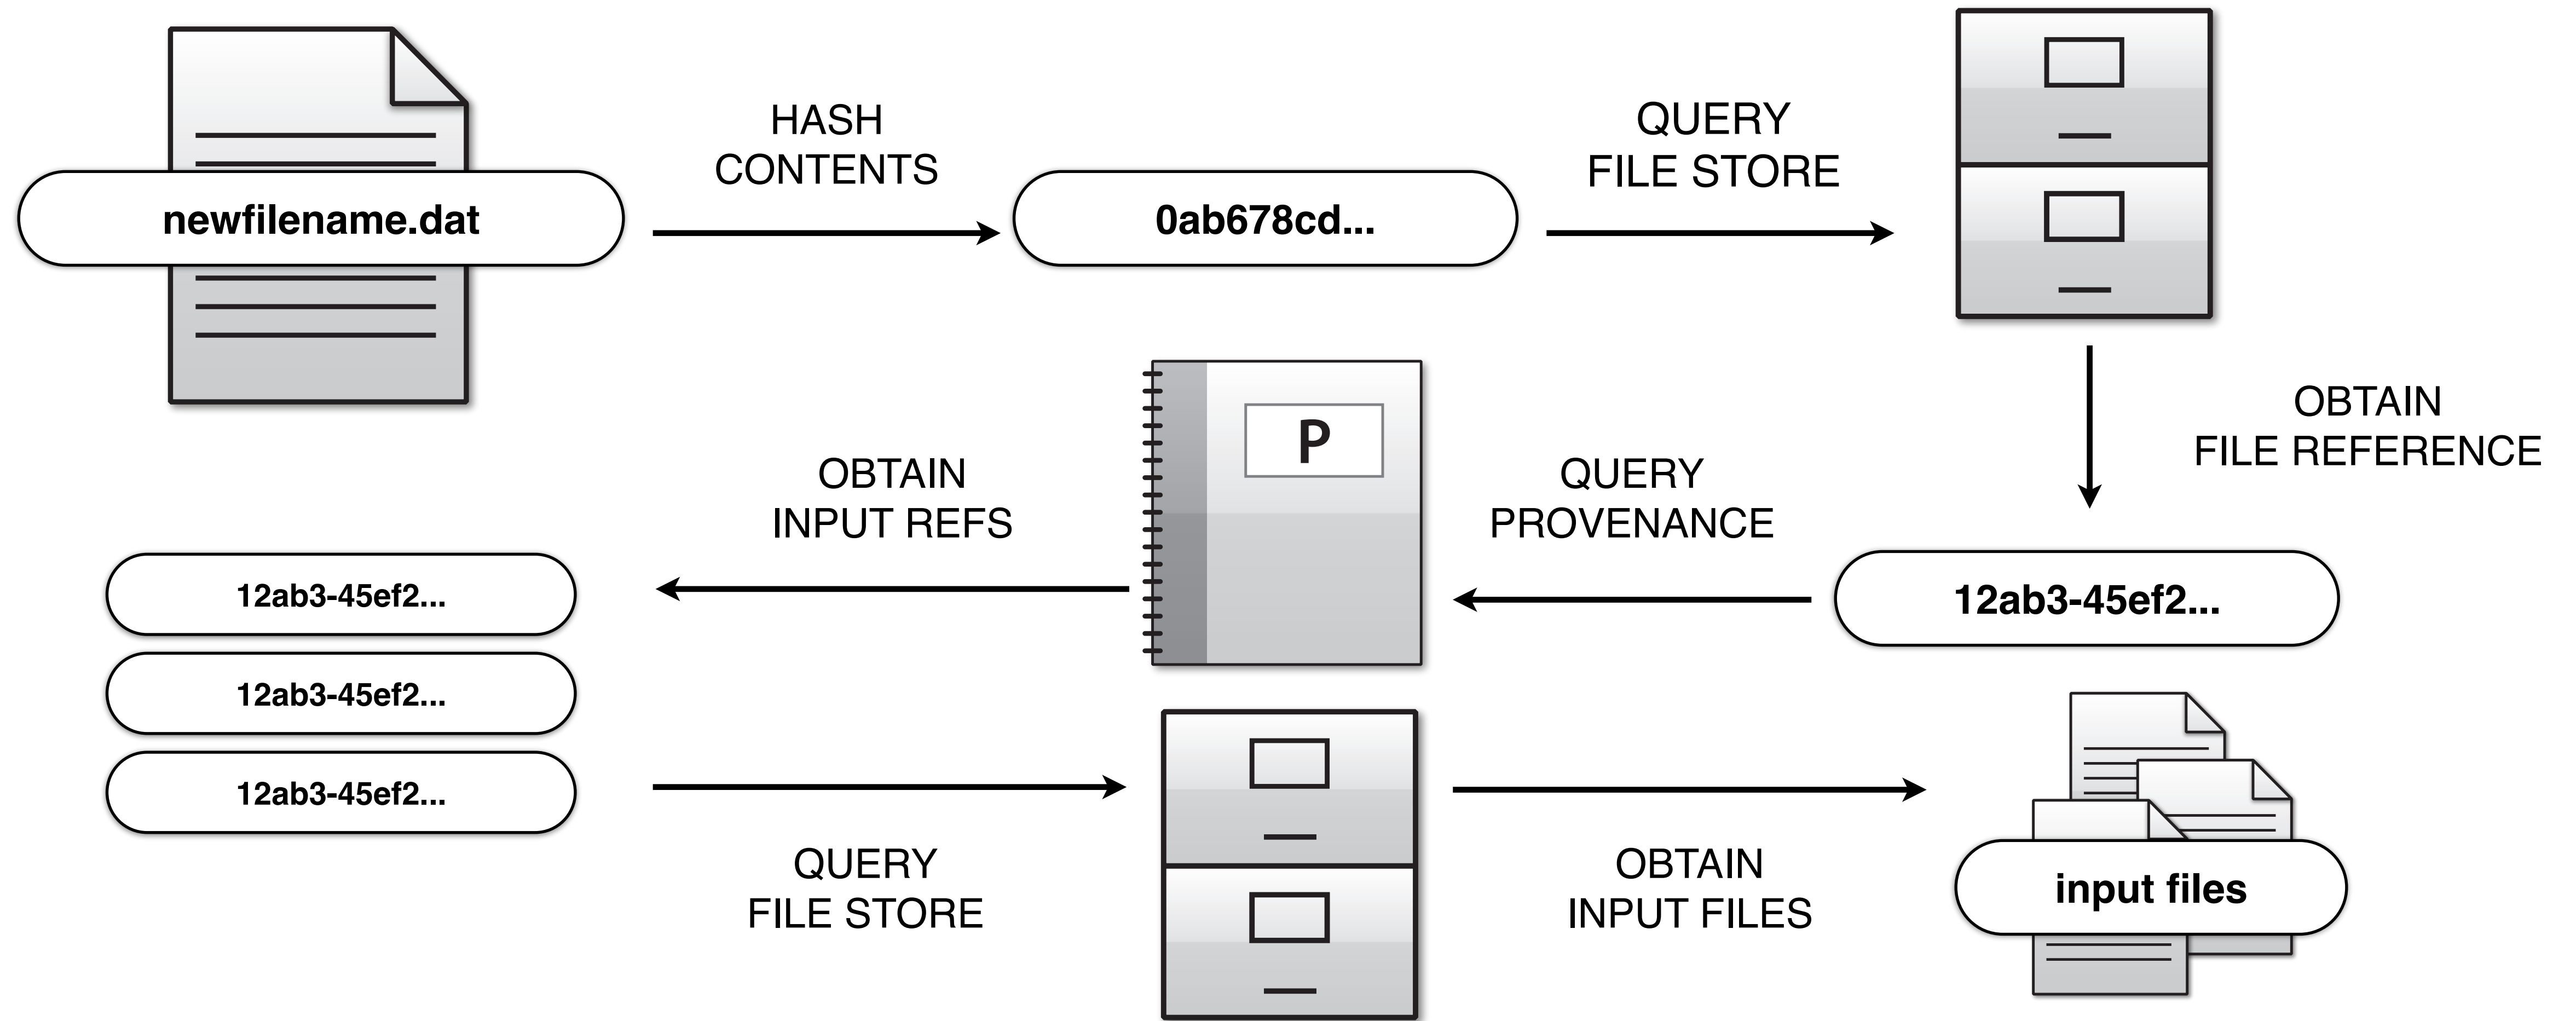 newfilename.dat
HASH
CONTENTS
0ab678cd...
QUERY
FILE STORE
OBTAIN
FILE REFERENCE
12ab3-45ef2...
QUERY
PROVENANCE
P
OBTAIN
INPUT REFS
12ab3-45ef2...
12ab3-45ef2...
12ab3-45ef2...
QUERY
FILE STORE
OBTAIN
INPUT FILES
input files